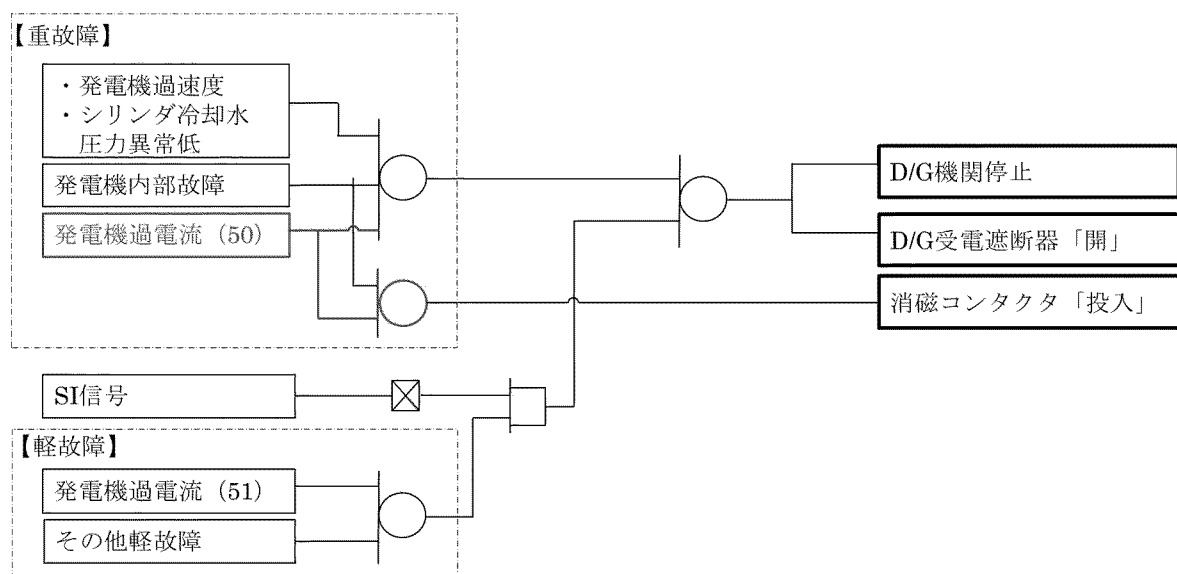 【重故障】
・発電機過速度
・シリンダ冷却水
圧力異常低
発電機内部故障
発電機過電流（50）
D/G機関停止
D/G受電遮断器「開」
消磁コンタクタ「投入」
SI信号
【軽故障】
発電機過電流（51）
その他軽故障